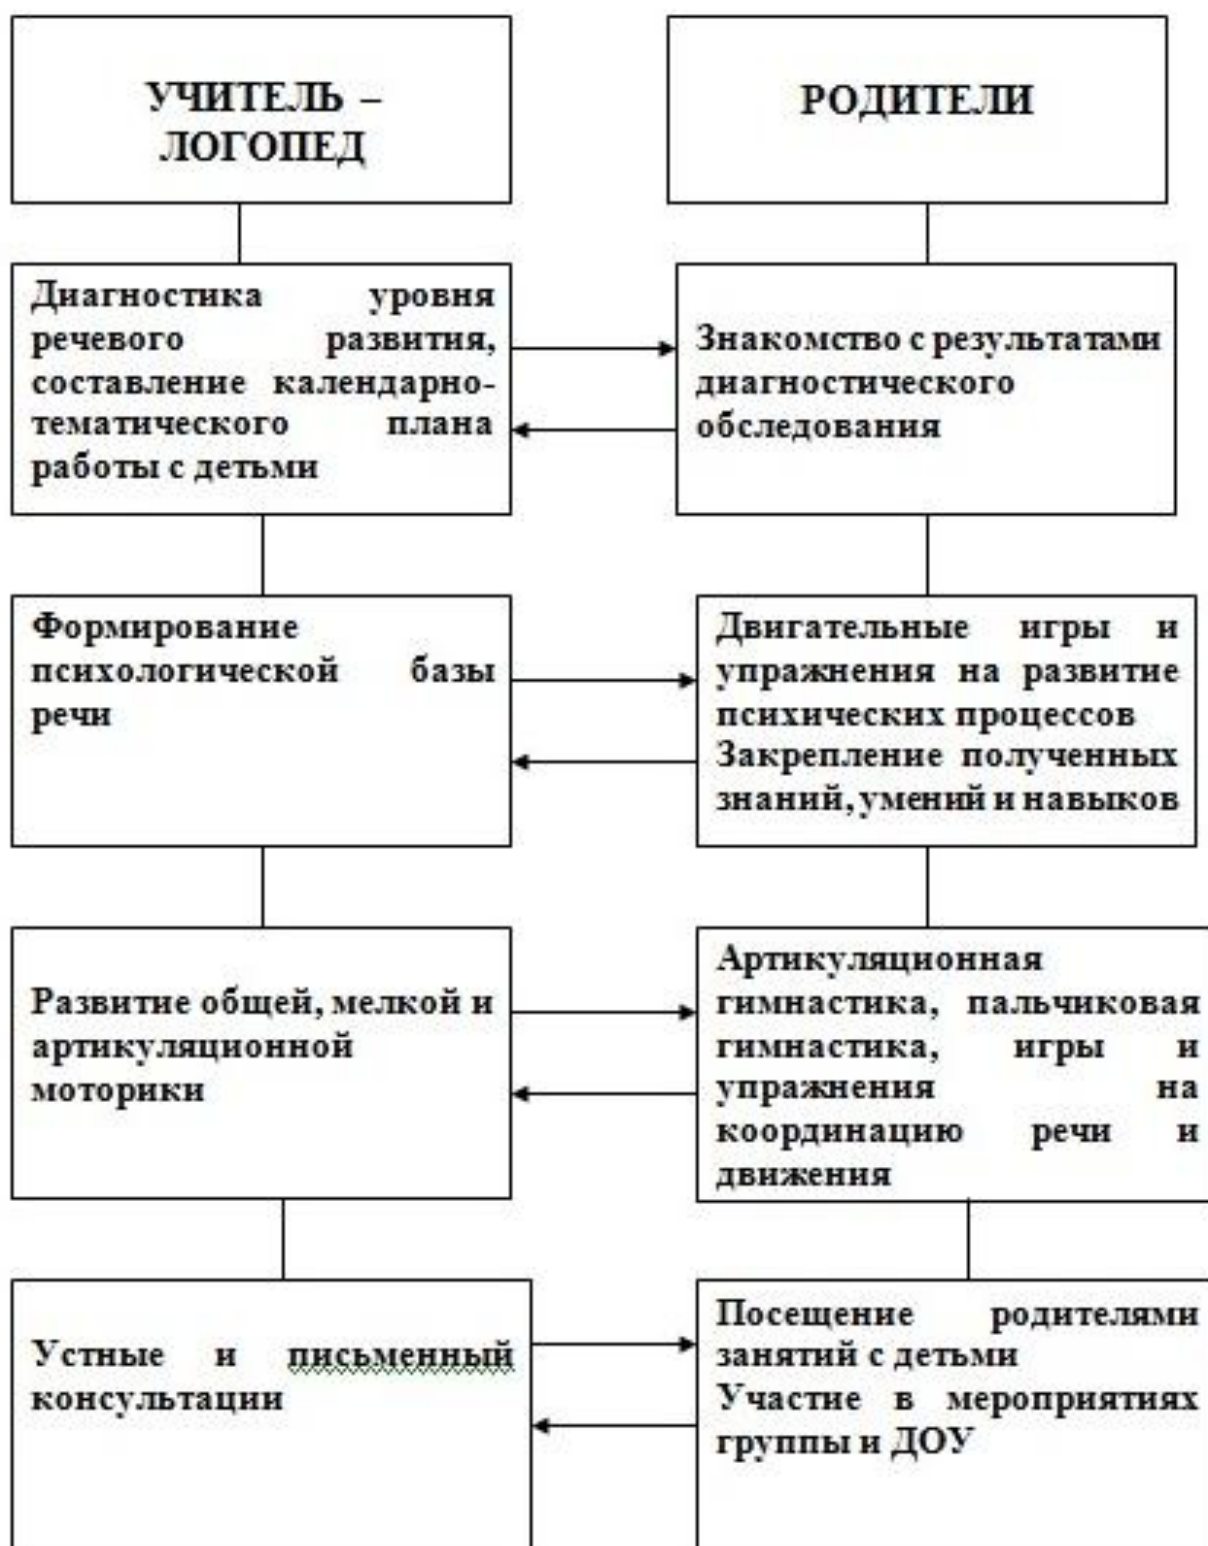 УЧИТЕЛЬ –
ЛОГОПЕД
РОДИТЕЛИ
Диагностика уровня
речевого развития,
составление календарно-
тематического плана
работы с детьми
Знакомство с результатами
диагностического
обследования
Формирование
психологической базы
речи
Двигательные игры и
упражнения на развитие
психических процессов
Закрепление полученных
знаний, умений и навыков
Развитие общей, мелкой и
артикуляционной
моторики
Артикуляционная
гимнастика, пальчиковая
гимнастика, игры и
упражнения на
координацию речи и
движения
Устные и письменный
консультации
Посещение родителями
занятий с детьми
Участие в мероприятиях
группы и ДОУ